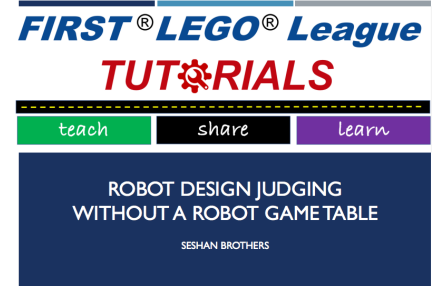 FIRST® LEGO® League
TUTORIALS
teach share learn
ROBOT DESIGN JUDGING
WITHOUT A ROBOT GAME TABLE
SESHAN BROTHERS